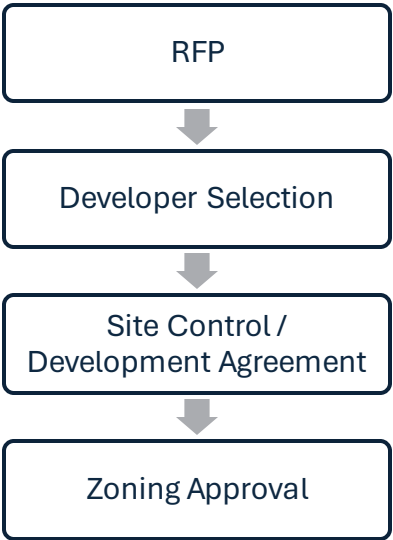 RFP
Developer Selection
Site Control /
Development Agreement
Zoning Approval